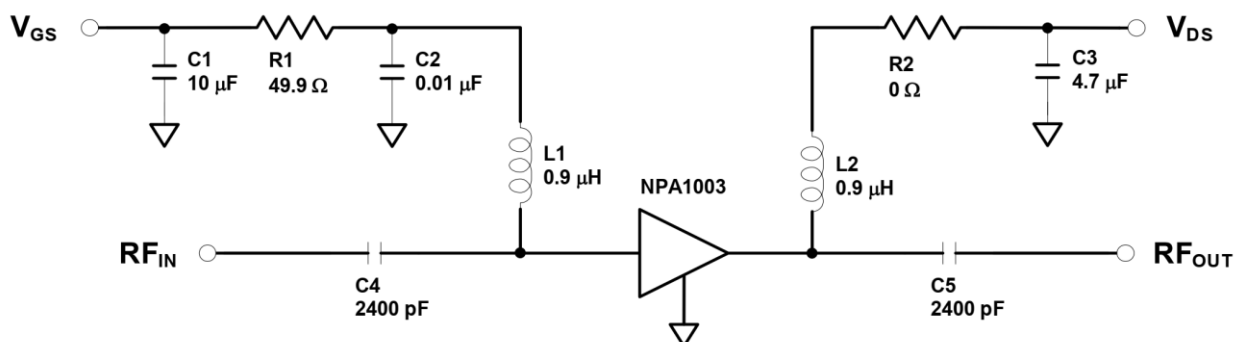 VGS
C1
10 μF
R1
49.9 Ω
C2
0.01 μF
L1
0.9 μH
R2
0 Ω
C3
4.7 μF
VDS
L2
0.9 μH
NPA1003
RFIN
C4
2400 pF
C5
2400 pF
RFOUT